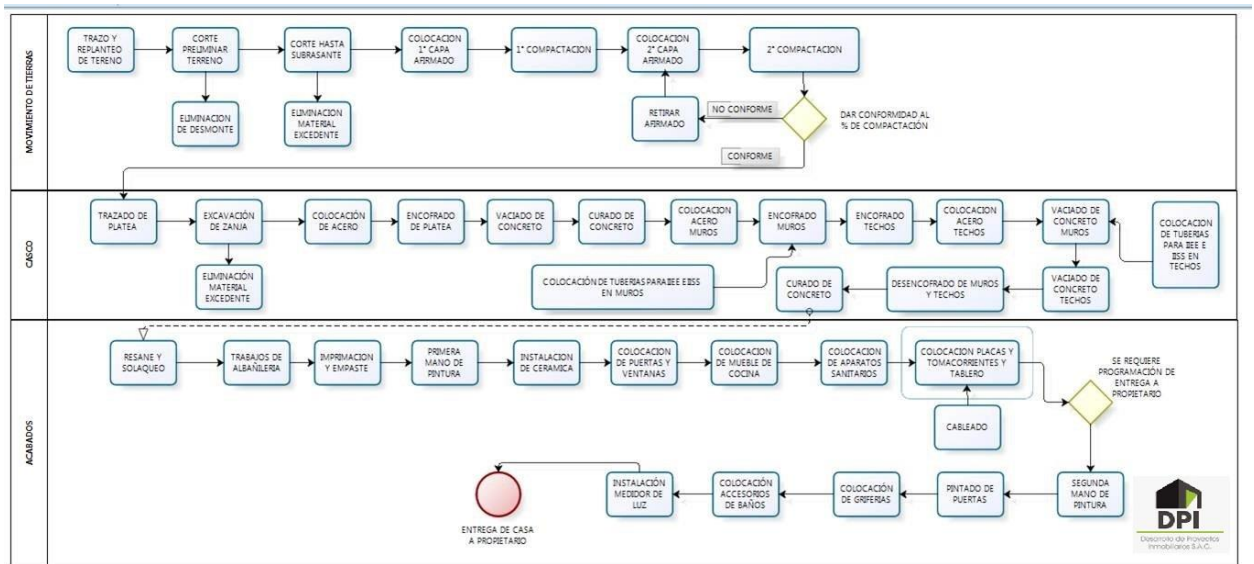 MOVIMIENTO DE TIERRAS
TRAZO Y
REPLANTEO
DE TERENO
CORTE
PRELIMINAR
TERRENO
CORTE HASTA
SUBRASANTE
COLOCACION
1° CAPA
AFIRMADO
1° COMPACTACION
COLOCACION
2° CAPA
AFIRMADO
2° COMPACTACION
ELIMINACION
DE DESMONTE
ELIMINACION
MATERIAL
EXCEDENTE
RETIRAR
AFIRMADO
NO CONFORME
DAR CONFORMIDAD AL
% DE COMPACTACIÓN
CONFORME
CASCO
TRAZADO DE
PLATEA
EXCAVACIÓN
DE ZANJA
COLOCACIÓN
DE ACERO
ENCOFRADO
DE PLATEA
VACIADO DE
CONCRETO
CURADO DE
CONCRETO
COLOCACION
ACERO
MUROS
ENCOFRADO
MUROS
ENCOFRADO
TECHOS
COLOCACION
ACERO
TECHOS
VACIADO DE
CONCRETO
MUROS
COLOCACION
DE TUBERIAS
PARA IIEE E
IISS EN
TECHOS
ELIMINACIÓN
MATERIAL
EXCEDENTE
COLOCACIÓN DE TUBERIAS PARA IIEE E IISS
EN MUROS
CURADO DE
CONCRETO
DESENCOFRADO DE MUROS
Y TECHOS
VACIADO DE
CONCRETO
TECHOS
ACABADOS
RESANE Y
SOLAQUEO
TRABAJOS DE
ALBAÑILERIA
IMPRIMACION
Y EMPASTE
PRIMERA
MANO DE
PINTURA
INSTALACION
DE CERAMICA
COLOCACION
DE PUERTAS Y
VENTANAS
COLOCACION
DE MUEBLE DE
COCINA
COLOCACION
DE APARATOS
SANITARIOS
COLOCACION PLACAS Y
TOMACORRIENTES Y
TABLERO
SE REQUIERE
PROGRAMACIÓN DE
ENTREGA A
PROPIETARIO
CABLEADO
ENTREGA DE CASA
A PROPIETARIO
INSTALACIÓN
MEDIDOR DE
LUZ
COLOCACIÓN
ACCESORIOS
DE BAÑOS
COLOCACIÓN
DE GRIFERIAS
PINTADO DE
PUERTAS
SEGUNDA
MANO DE
PINTURA
DPI
Desarrollo de Proyectos
Inmobiliarios S.A.C.